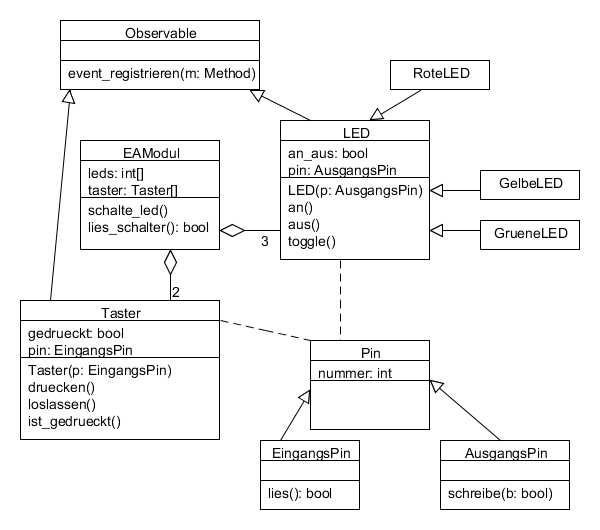 Observable
event_registrieren(m: Method)
RoteLED
LED
an_aus: bool
pin: AusgangsPin
LED(p: AusgangsPin)
an()
aus()
toggle()
EAModul
leds: int[]
taster: Taster[]
schalte_led()
lies_schalter(): bool
GelbeLED
GrueneLED
3
2
Taster
gedrueckt: bool
pin: EingangsPin
Taster(p: EingangsPin)
druecken()
loslassen()
ist_gedrueckt()
Pin
nummer: int
EingangsPin
lies(): bool
AusgangsPin
schreibe(b: bool)